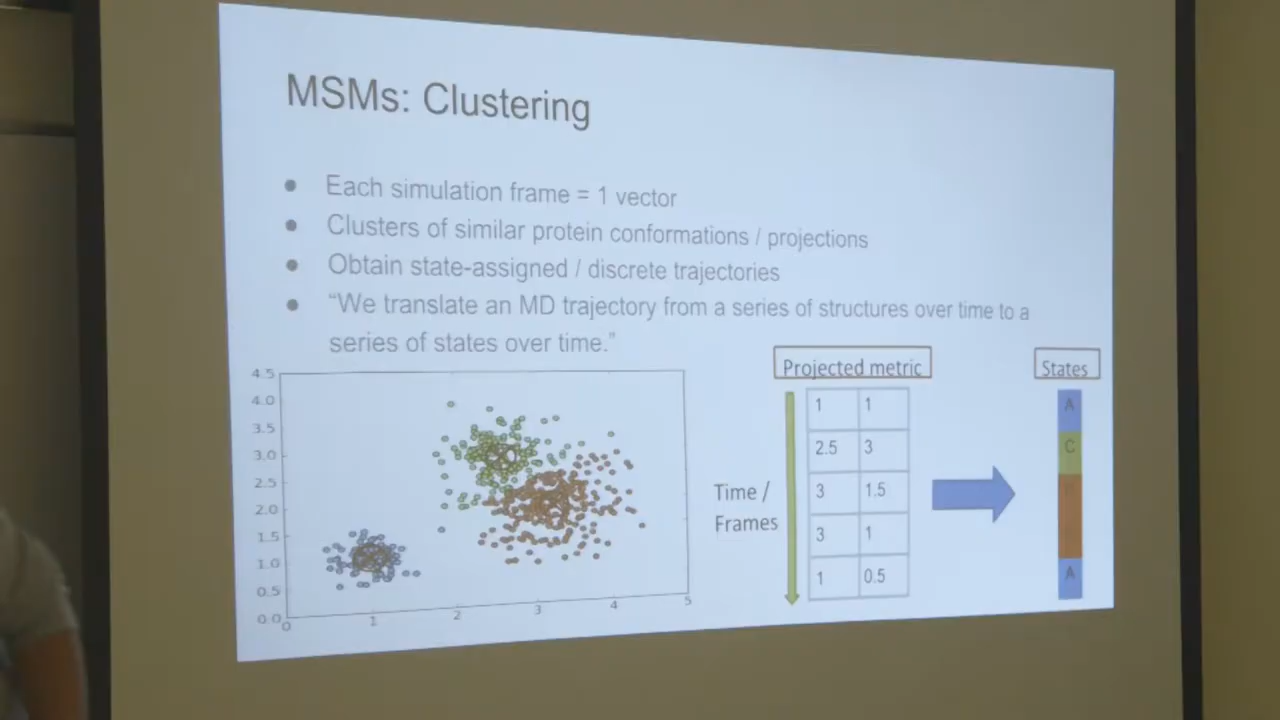 MSMs: Clustering
Each simulation frame = 1 vector
Clusters of similar protein conformations / projections
Obtain state-assigned / discrete trajectories
“We translate an MD trajectory from a series of structures over time to a
series of states over time.”
4.5
4.0
3.5
3.0
2.5
2.0
1.5
1.0
0.5
0.0
0 1 2 3 4 5
Time /
Frames
Projected metric
1 1
2.5 3
3 1.5
3 1
1 0.5
States
A
C
A